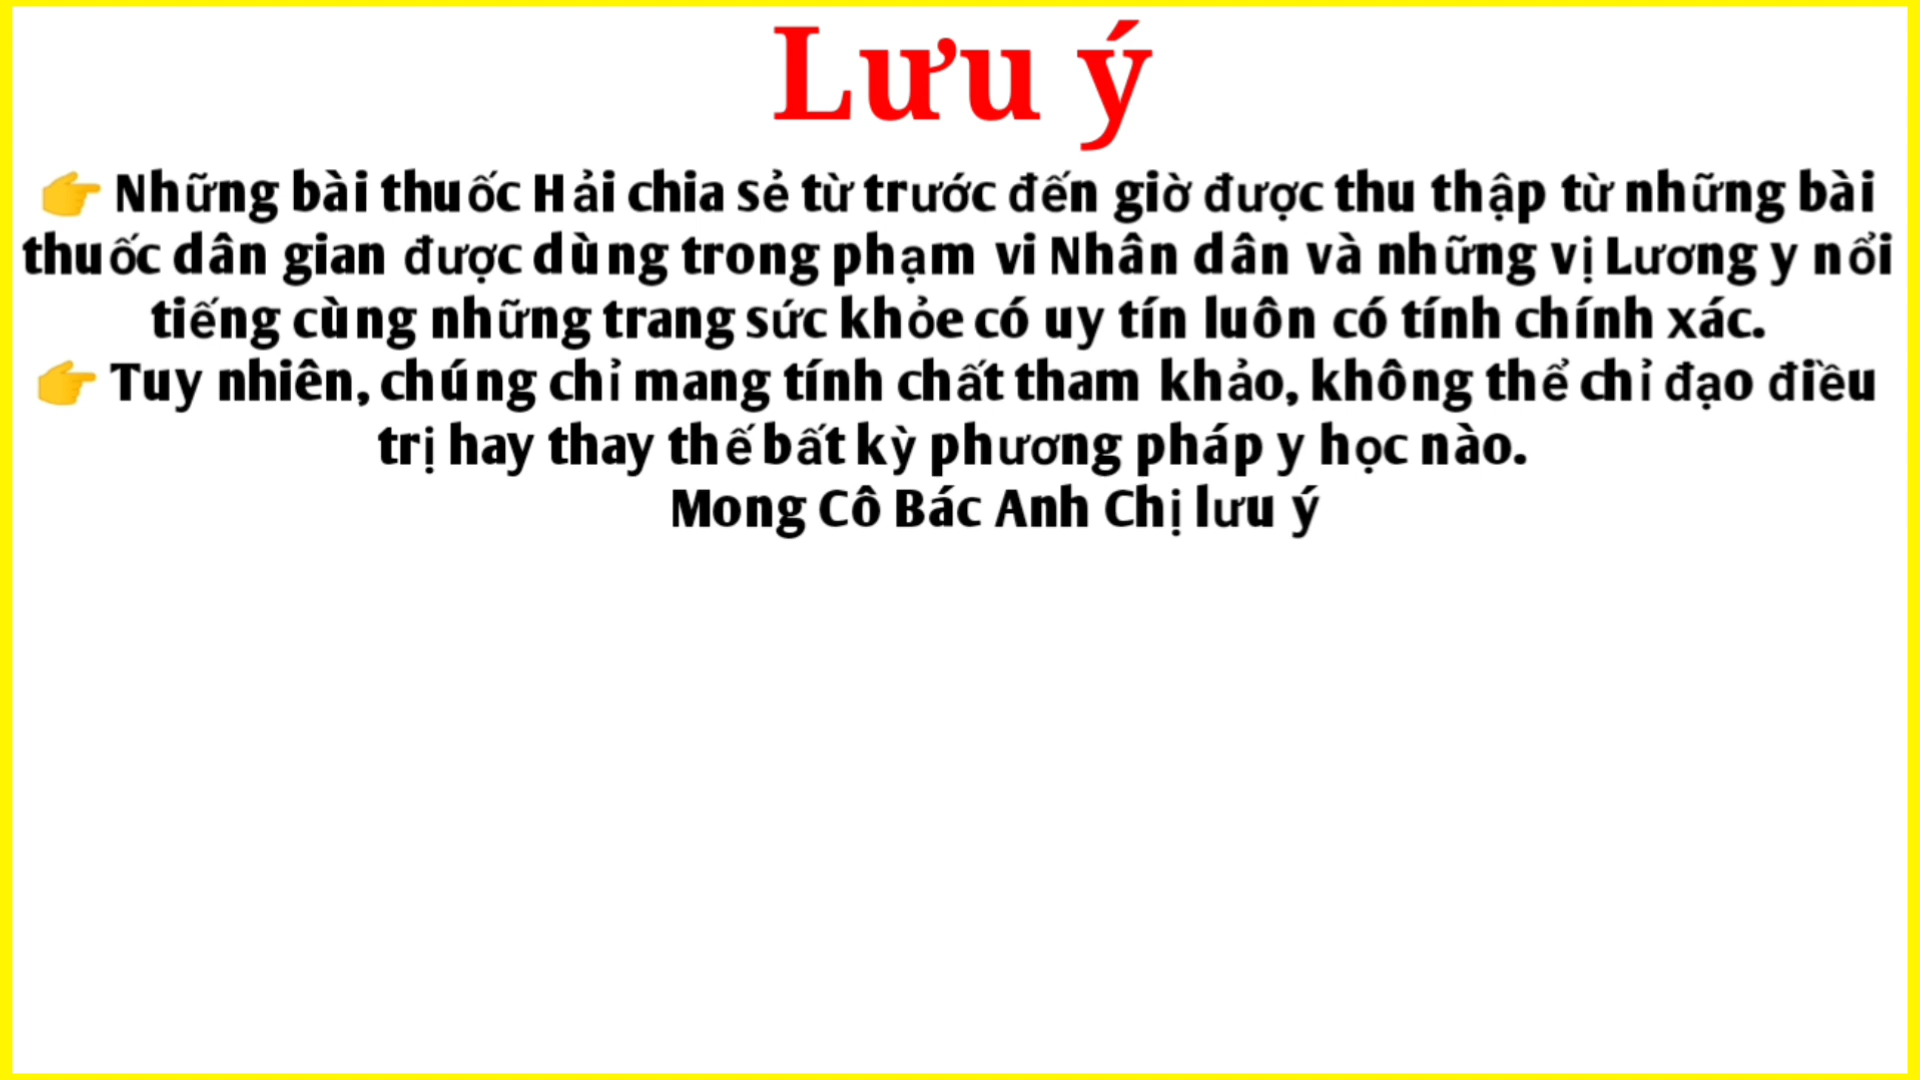 Lưu ý
👉 Những bài thuốc Hải chia sẻ từ trước đến giờ được thu thập từ những bài
thuốc dân gian được dùng trong phạm vi Nhân dân và những vị Lương y nổi
tiếng cùng những trang sức khỏe có uy tín luôn có tính chính xác.
👉 Tuy nhiên, chúng chỉ mang tính chất tham khảo, không thể chỉ đạo điều
trị hay thay thế bất kỳ phương pháp y học nào.
Mong Cô Bác Anh Chị lưu ý